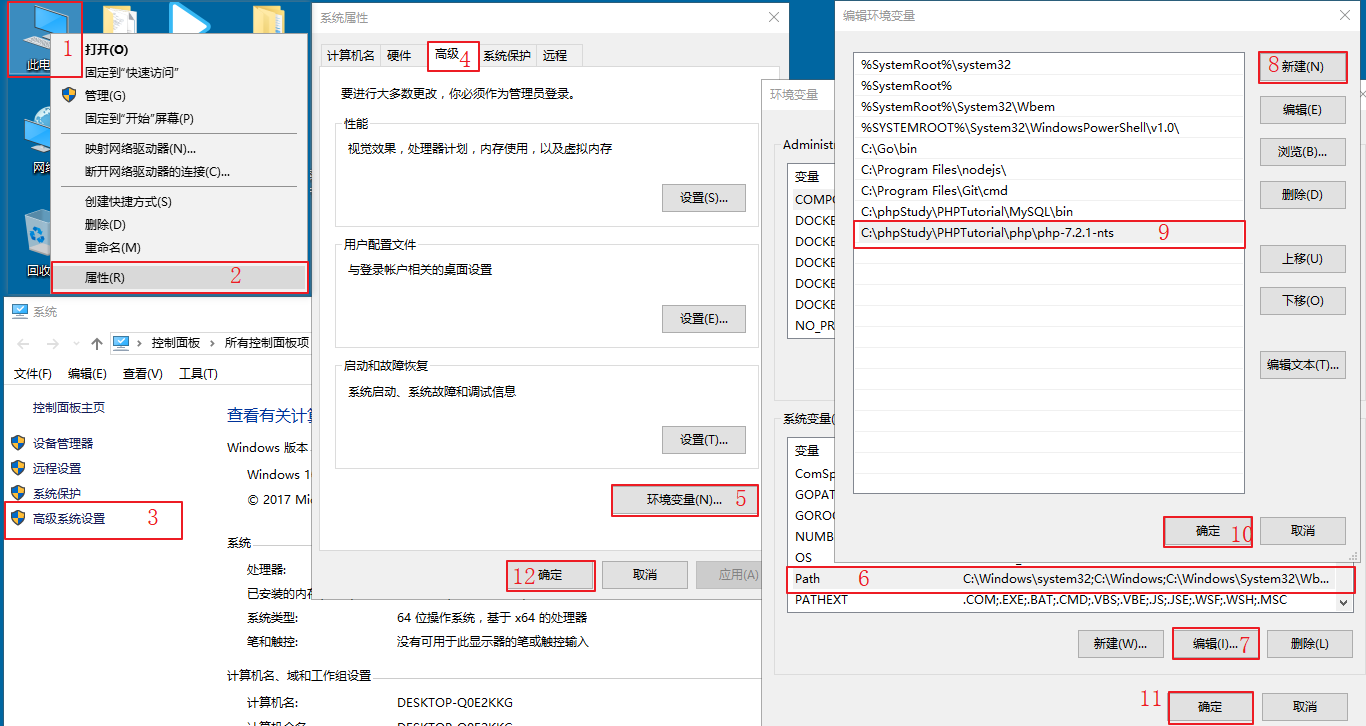 1
此电
打开(O)
固定到"快速访问"
管理(G)
固定到"开始"屏幕(P)
网络
映射网络驱动器(N)...
断开网络驱动器的连接(C)...
创建快捷方式(S)
删除(D)
重命名(M)
回收
属性(R)
2
系统
控制面板 › 所有控制面板项
文件(F) 编辑(E) 查看(V) 工具(T)
控制面板主页
设备管理器
远程设置
系统保护
高级系统设置
3
查看有关计算
Windows 版本
Windows 10
© 2017 Mic
系统
处理器:
已安装的内存
系统类型:
64 位操作系统，基于 x64 的处理器
笔和触控:
没有可用于此显示器的笔或触控输入
计算机名、域和工作组设置
计算机名:
DESKTOP-Q0E2KKG
系统属性
计算机名 硬件 高级 系统保护 远程
4
要进行大多数更改，你必须作为管理员登录。
性能
视觉效果，处理器计划，内存使用，以及虚拟内存
设置(S)...
用户配置文件
与登录帐户相关的桌面设置
设置(E)...
启动和故障恢复
系统启动、系统故障和调试信息
设置(T)...
环境变量(N)...
5
12
确定
取消
应用(A)
环境变量
Administr
变量
COMPO
DOCKE
DOCKE
DOCKE
DOCKE
DOCKE
NO_PR
系统变量(
变量
ComSp
GOPAT
GOROO
NUMB
OS
Path
6
C:\Windows\system32;C:\Windows;C:\Windows\System32\Wb...
PATHEXT
.COM;.EXE;.BAT;.CMD;.VBS;.VBE;.JS;.JSE;.WSF;.WSH;.MSC
新建(W)...
编辑(I)...
7
删除(L)
11
确定
取消
编辑环境变量
%SystemRoot%\system32
%SystemRoot%
%SystemRoot%\System32\Wbem
%SYSTEMROOT%\System32\WindowsPowerShell\v1.0\
C:\Go\bin
C:\Program Files\nodejs\
C:\Program Files\Git\cmd
C:\phpStudy\PHPTutorial\MySQL\bin
C:\phpStudy\PHPTutorial\php\php-7.2.1-nts
9
8
新建(N)
编辑(E)
浏览(B)...
删除(D)
上移(U)
下移(O)
编辑文本(T)...
确定
10
取消